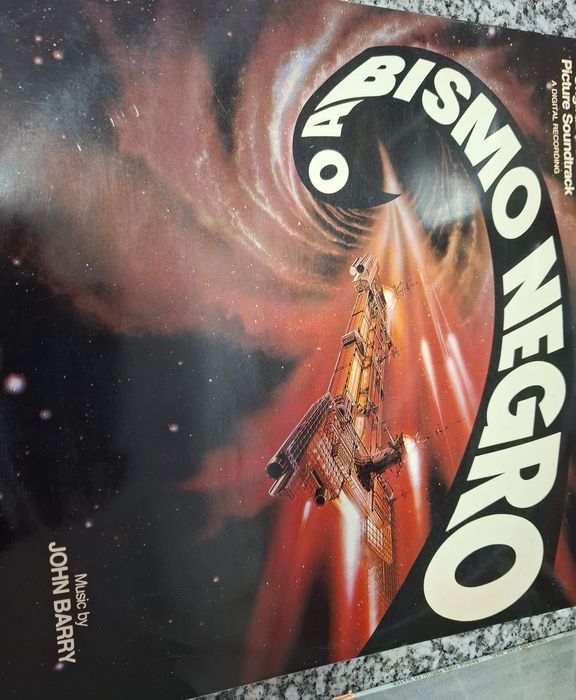 Picture Soundtrack
A DIGITAL RECORDING
O ABISMO NEGRO
Music by
JOHN BARRY